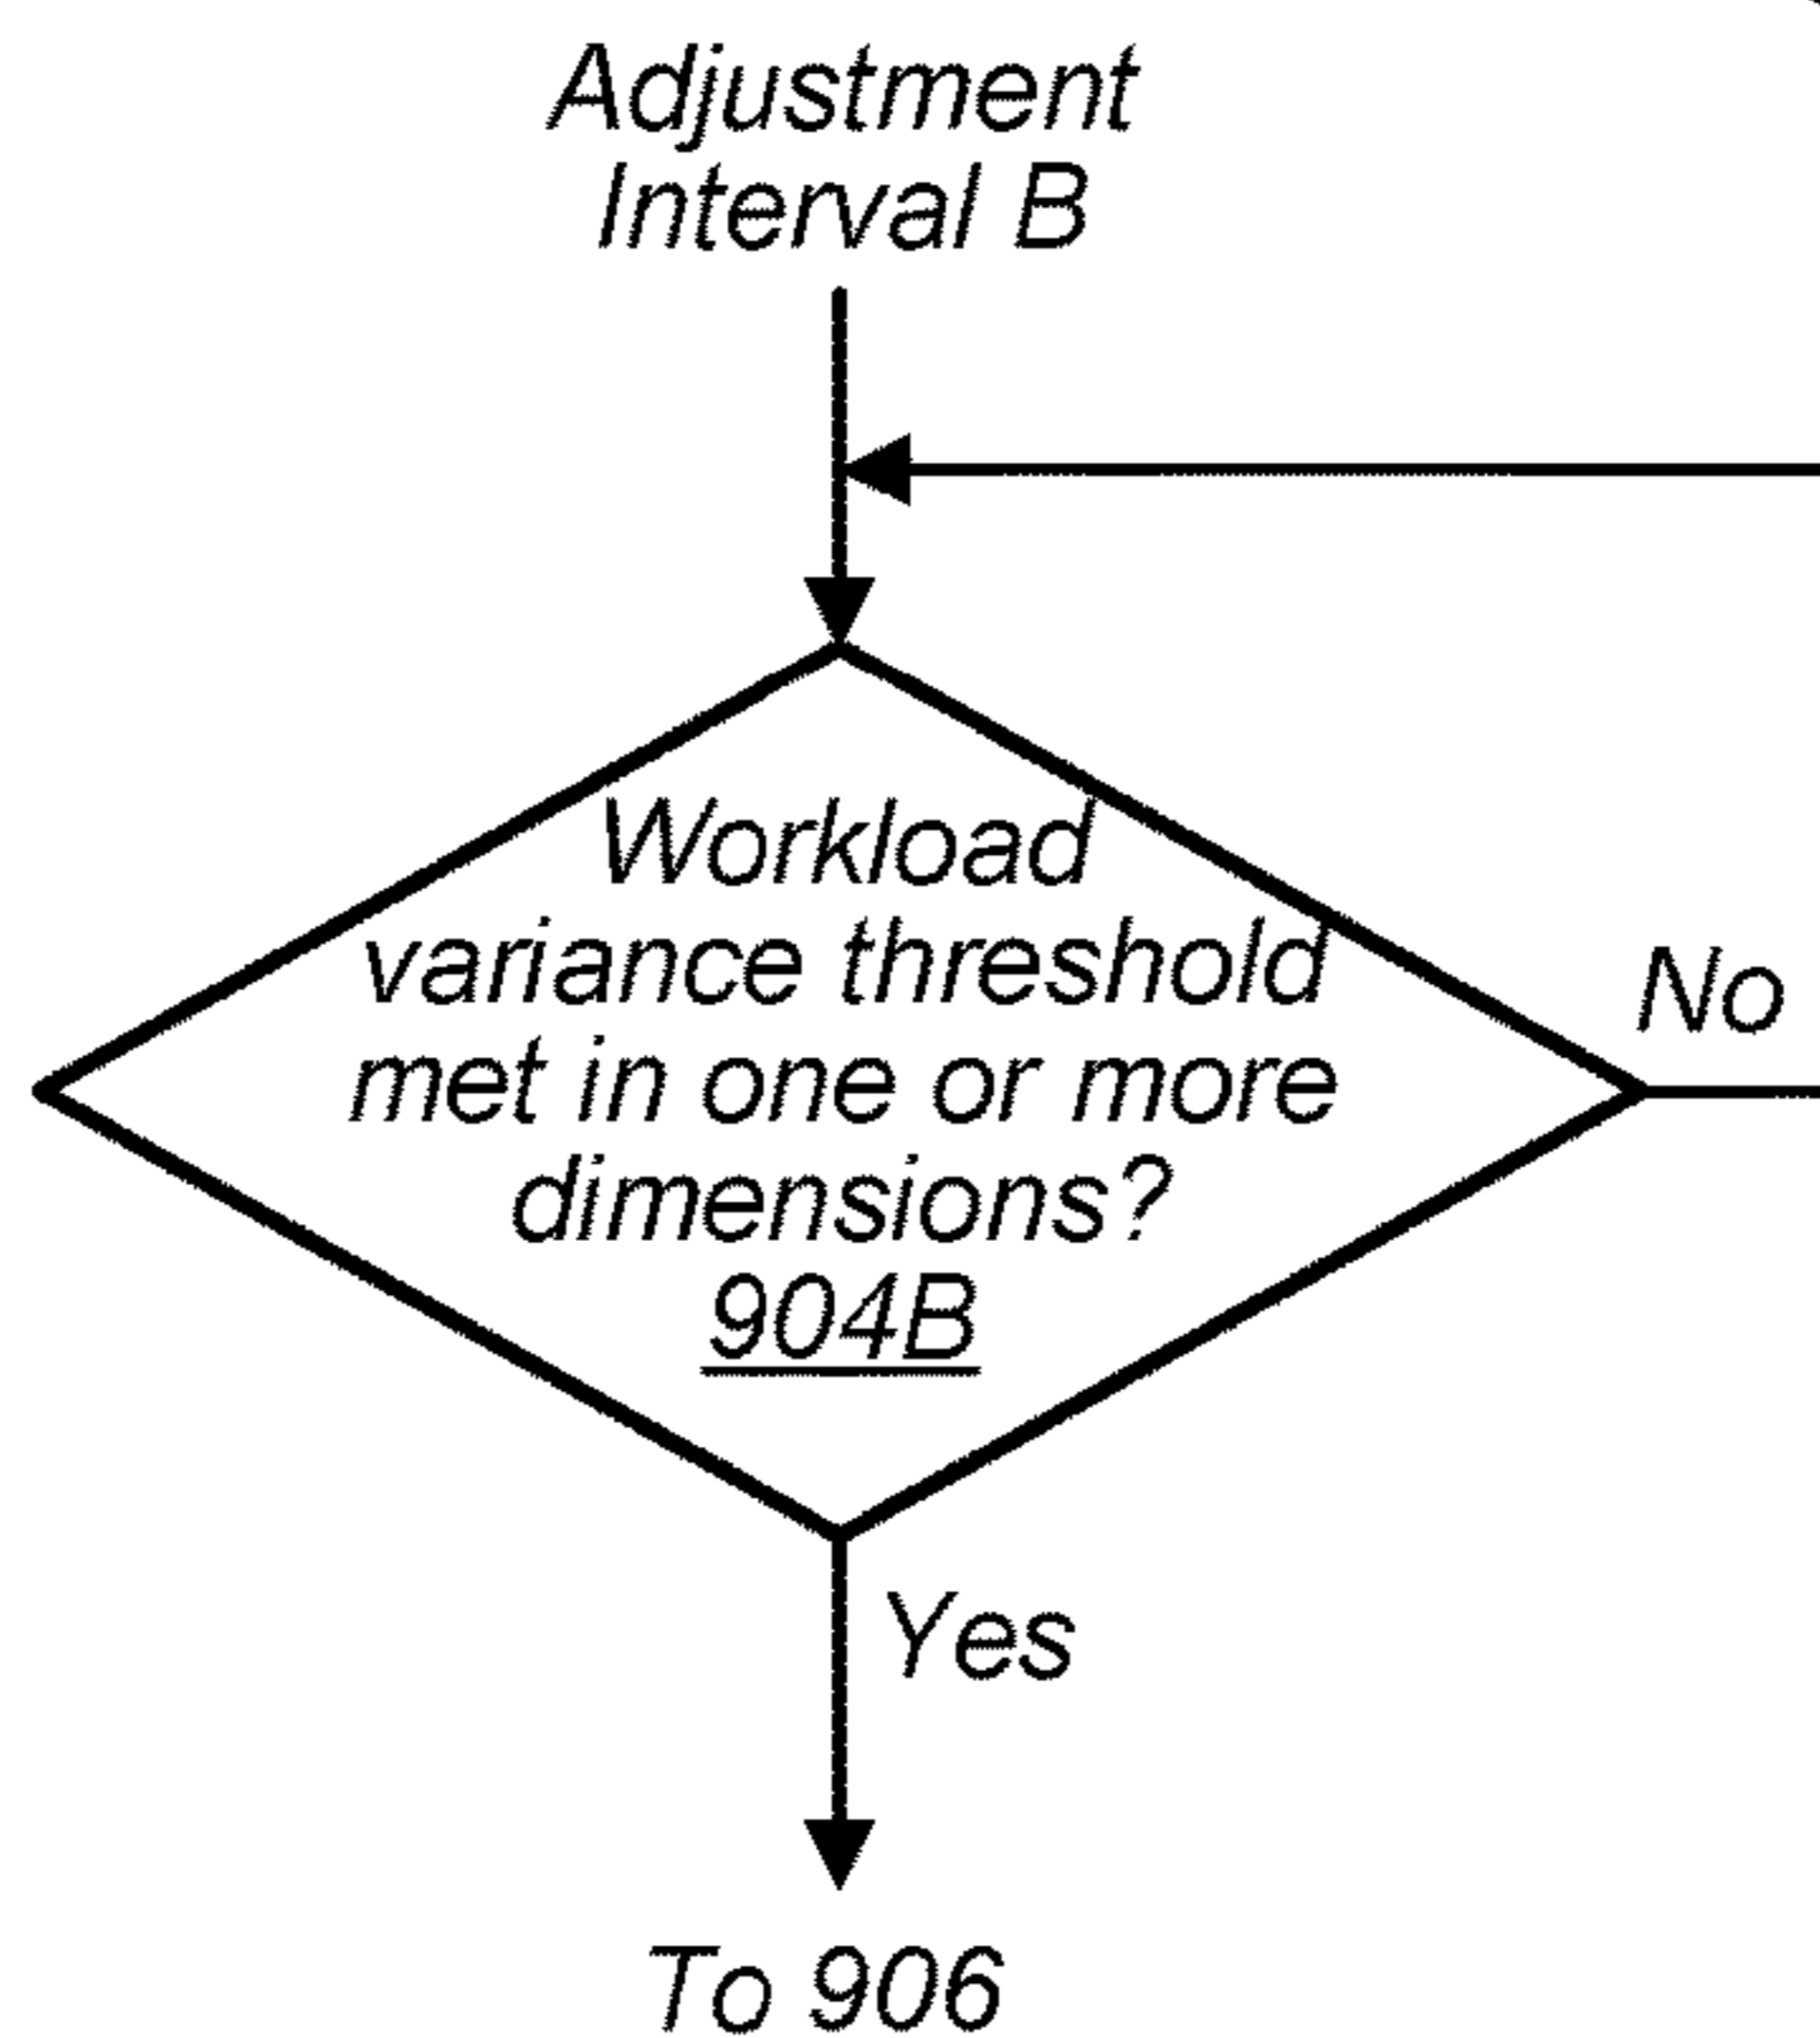 Adjustment
Interval B
Workload
variance threshold
met in one or more
dimensions?
904B
No
Yes
To 906